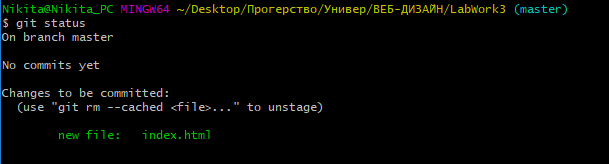 Nikita@Nikita_PC MINGW64 ~/Desktop/Прогерство/Универ/ВЕБ-ДИЗАЙН/LabWork3 (master)
$ git status
On branch master
No commits yet
Changes to be committed:
(use "git rm --cached <file>..." to unstage)
new file:   index.html